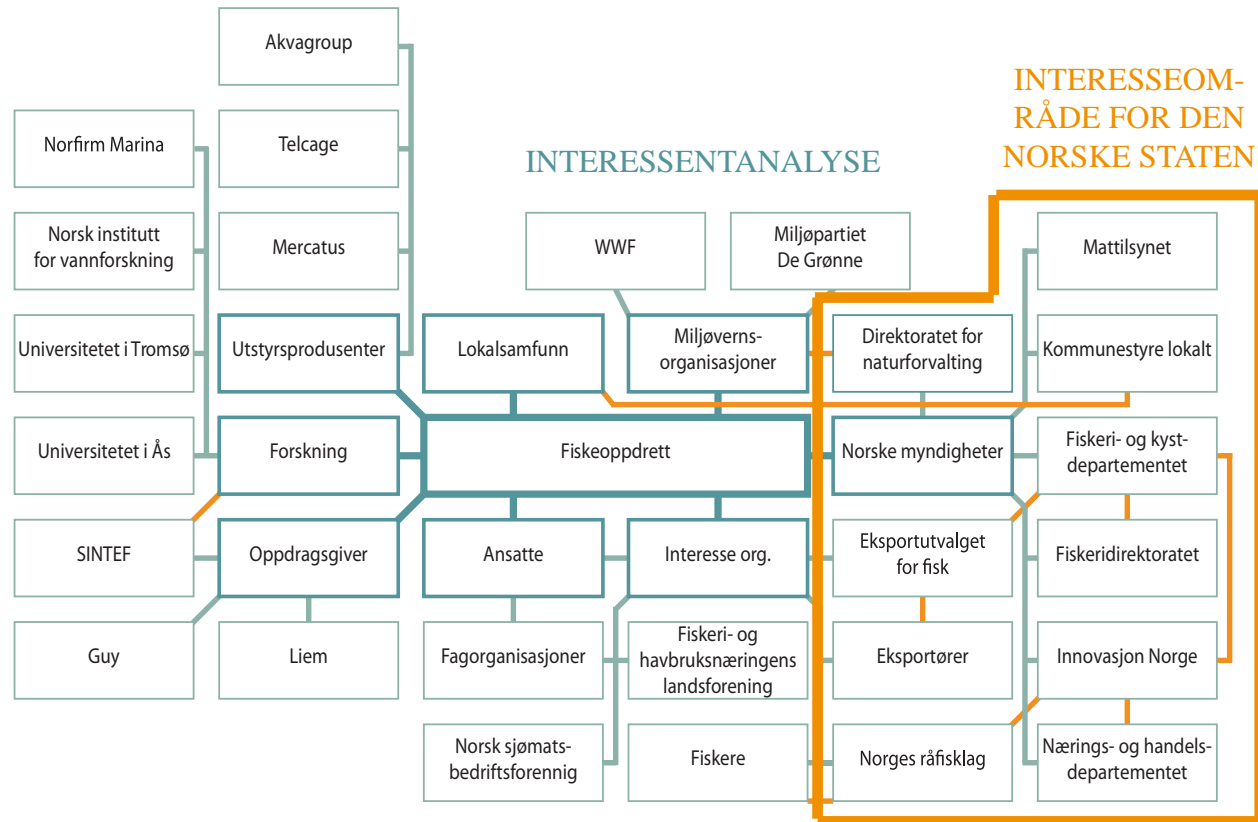 Akvagroup
INTERESSEOM-
RÅDE FOR DEN
NORSKE STATEN
Norfirm Marina
Telcage
INTERESSENTANALYSE
Norsk institutt
for vannforskning
Mercatus
WWF
Miljøpartiet
De Grønne
Mattilsynet
Universitetet i Tromsø
Utstyrsprodusenter
Lokalsamfunn
Miljøverns-
organisasjoner
Direktoratet for
naturforvalting
Kommunestyre lokalt
Universitetet i Ås
Forskning
Fiskeoppdrett
Norske myndigheter
Fiskeri- og kyst-
departementet
SINTEF
Oppdragsgiver
Ansatte
Interesse org.
Eksportutvalget
for fisk
Fiskeridirektoratet
Guy
Liem
Fagorganisasjoner
Fiskeri- og
havbruksnæringens
landsforening
Eksportører
Innovasjon Norge
Norsk sjømats-
bedriftsforennig
Fiskere
Norges råfisklag
Nærings- og handels-
departementet